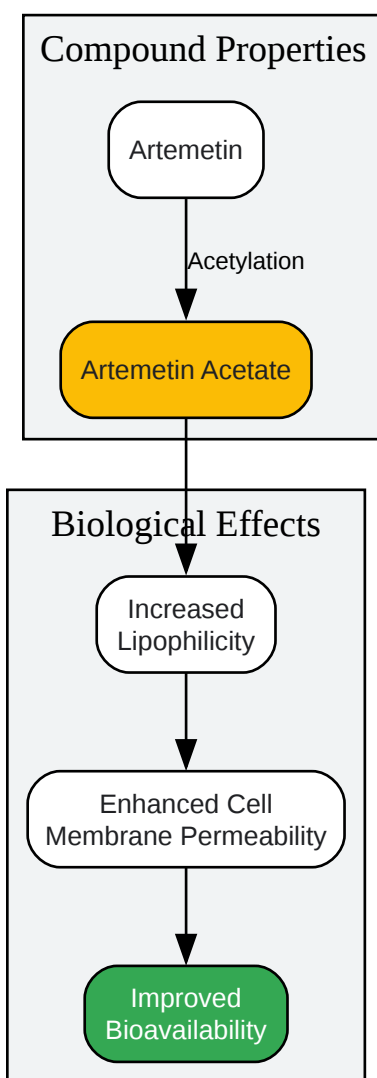 Compound Properties
Artemetin
Acetylation
Artemetin Acetate
Biological Effects
Increased
Lipophilicity
Enhanced Cell
Membrane Permeability
Improved
Bioavailability